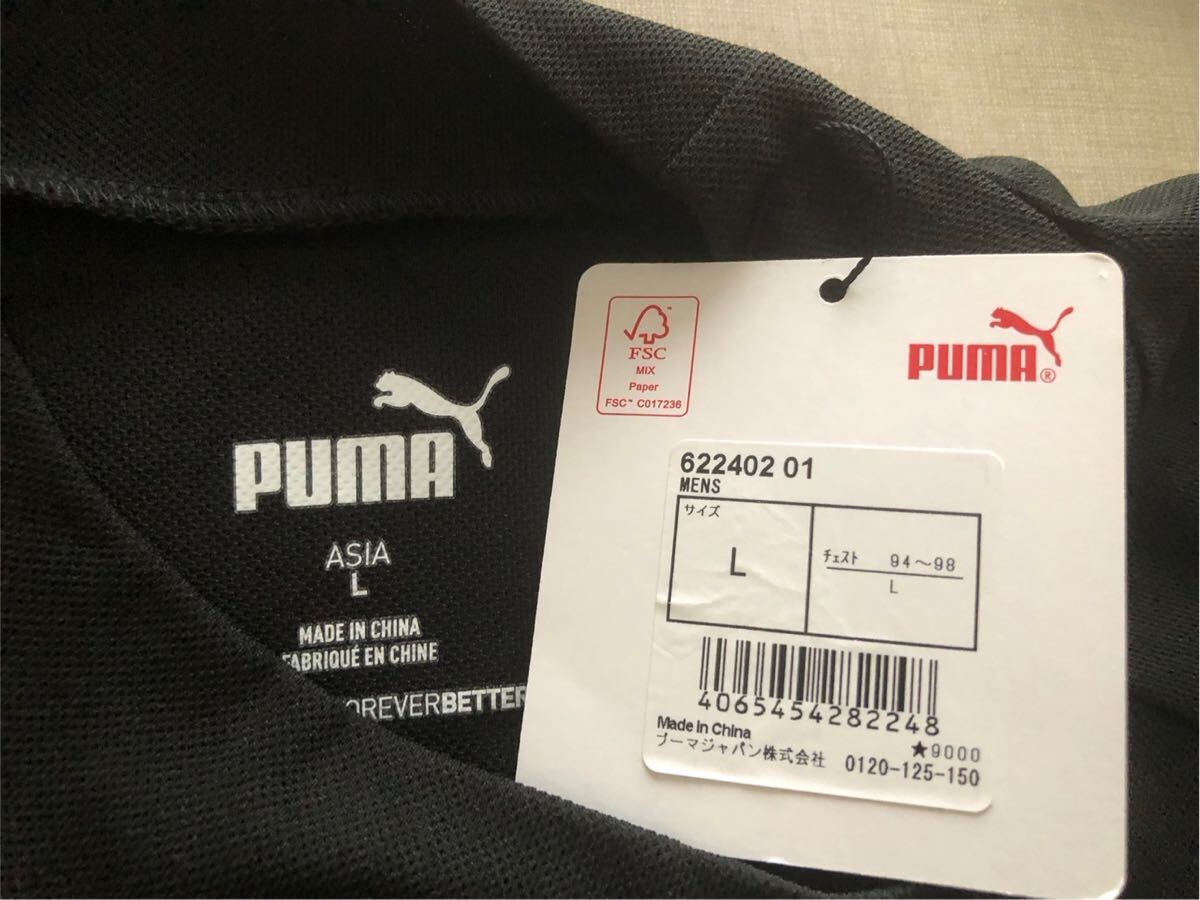 PUMA
ASIA
L
MADE IN CHINA
FABRIQUÉ EN CHINE
OREVERBETTER
FSC™
MIX
Paper
FSC™ C017236
PUMA®
622402 01
MENS
サイズ
L
チェスト 94～98
L
4065454282248
Made in China
★9000
プーマジャパン株式会社 0120-125-150